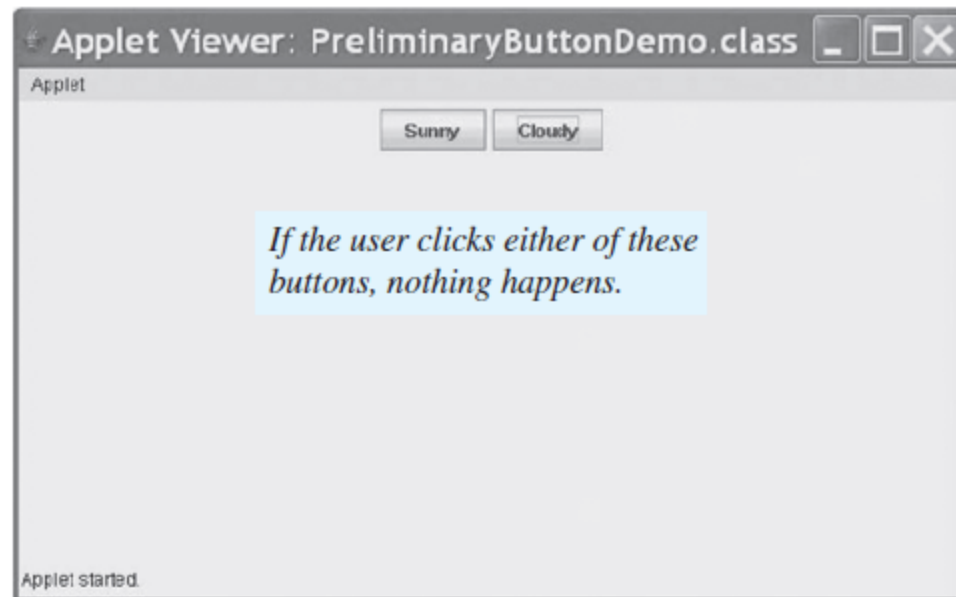 Applet Viewer: PreliminaryButtonDemo.class
Applet
Sunny Cloudy
If the user clicks either of these
buttons, nothing happens.
Applet started.